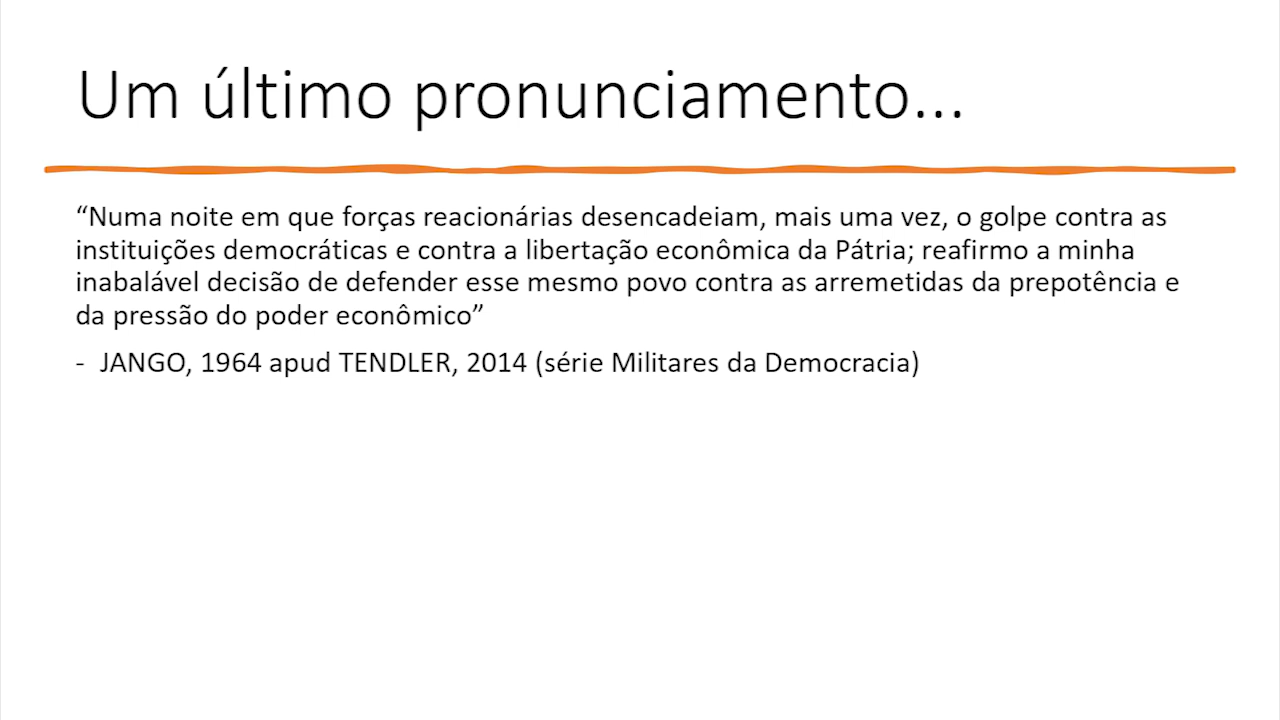 Um último pronunciamento...
“Numa noite em que forças reacionárias desencadeiam, mais uma vez, o golpe contra as
instituições democráticas e contra a libertação econômica da Pátria; reafirmo a minha
inabalável decisão de defender esse mesmo povo contra as arremetidas da prepotência e
da pressão do poder econômico”
- JANGO, 1964 apud TENDLER, 2014 (série Militares da Democracia)